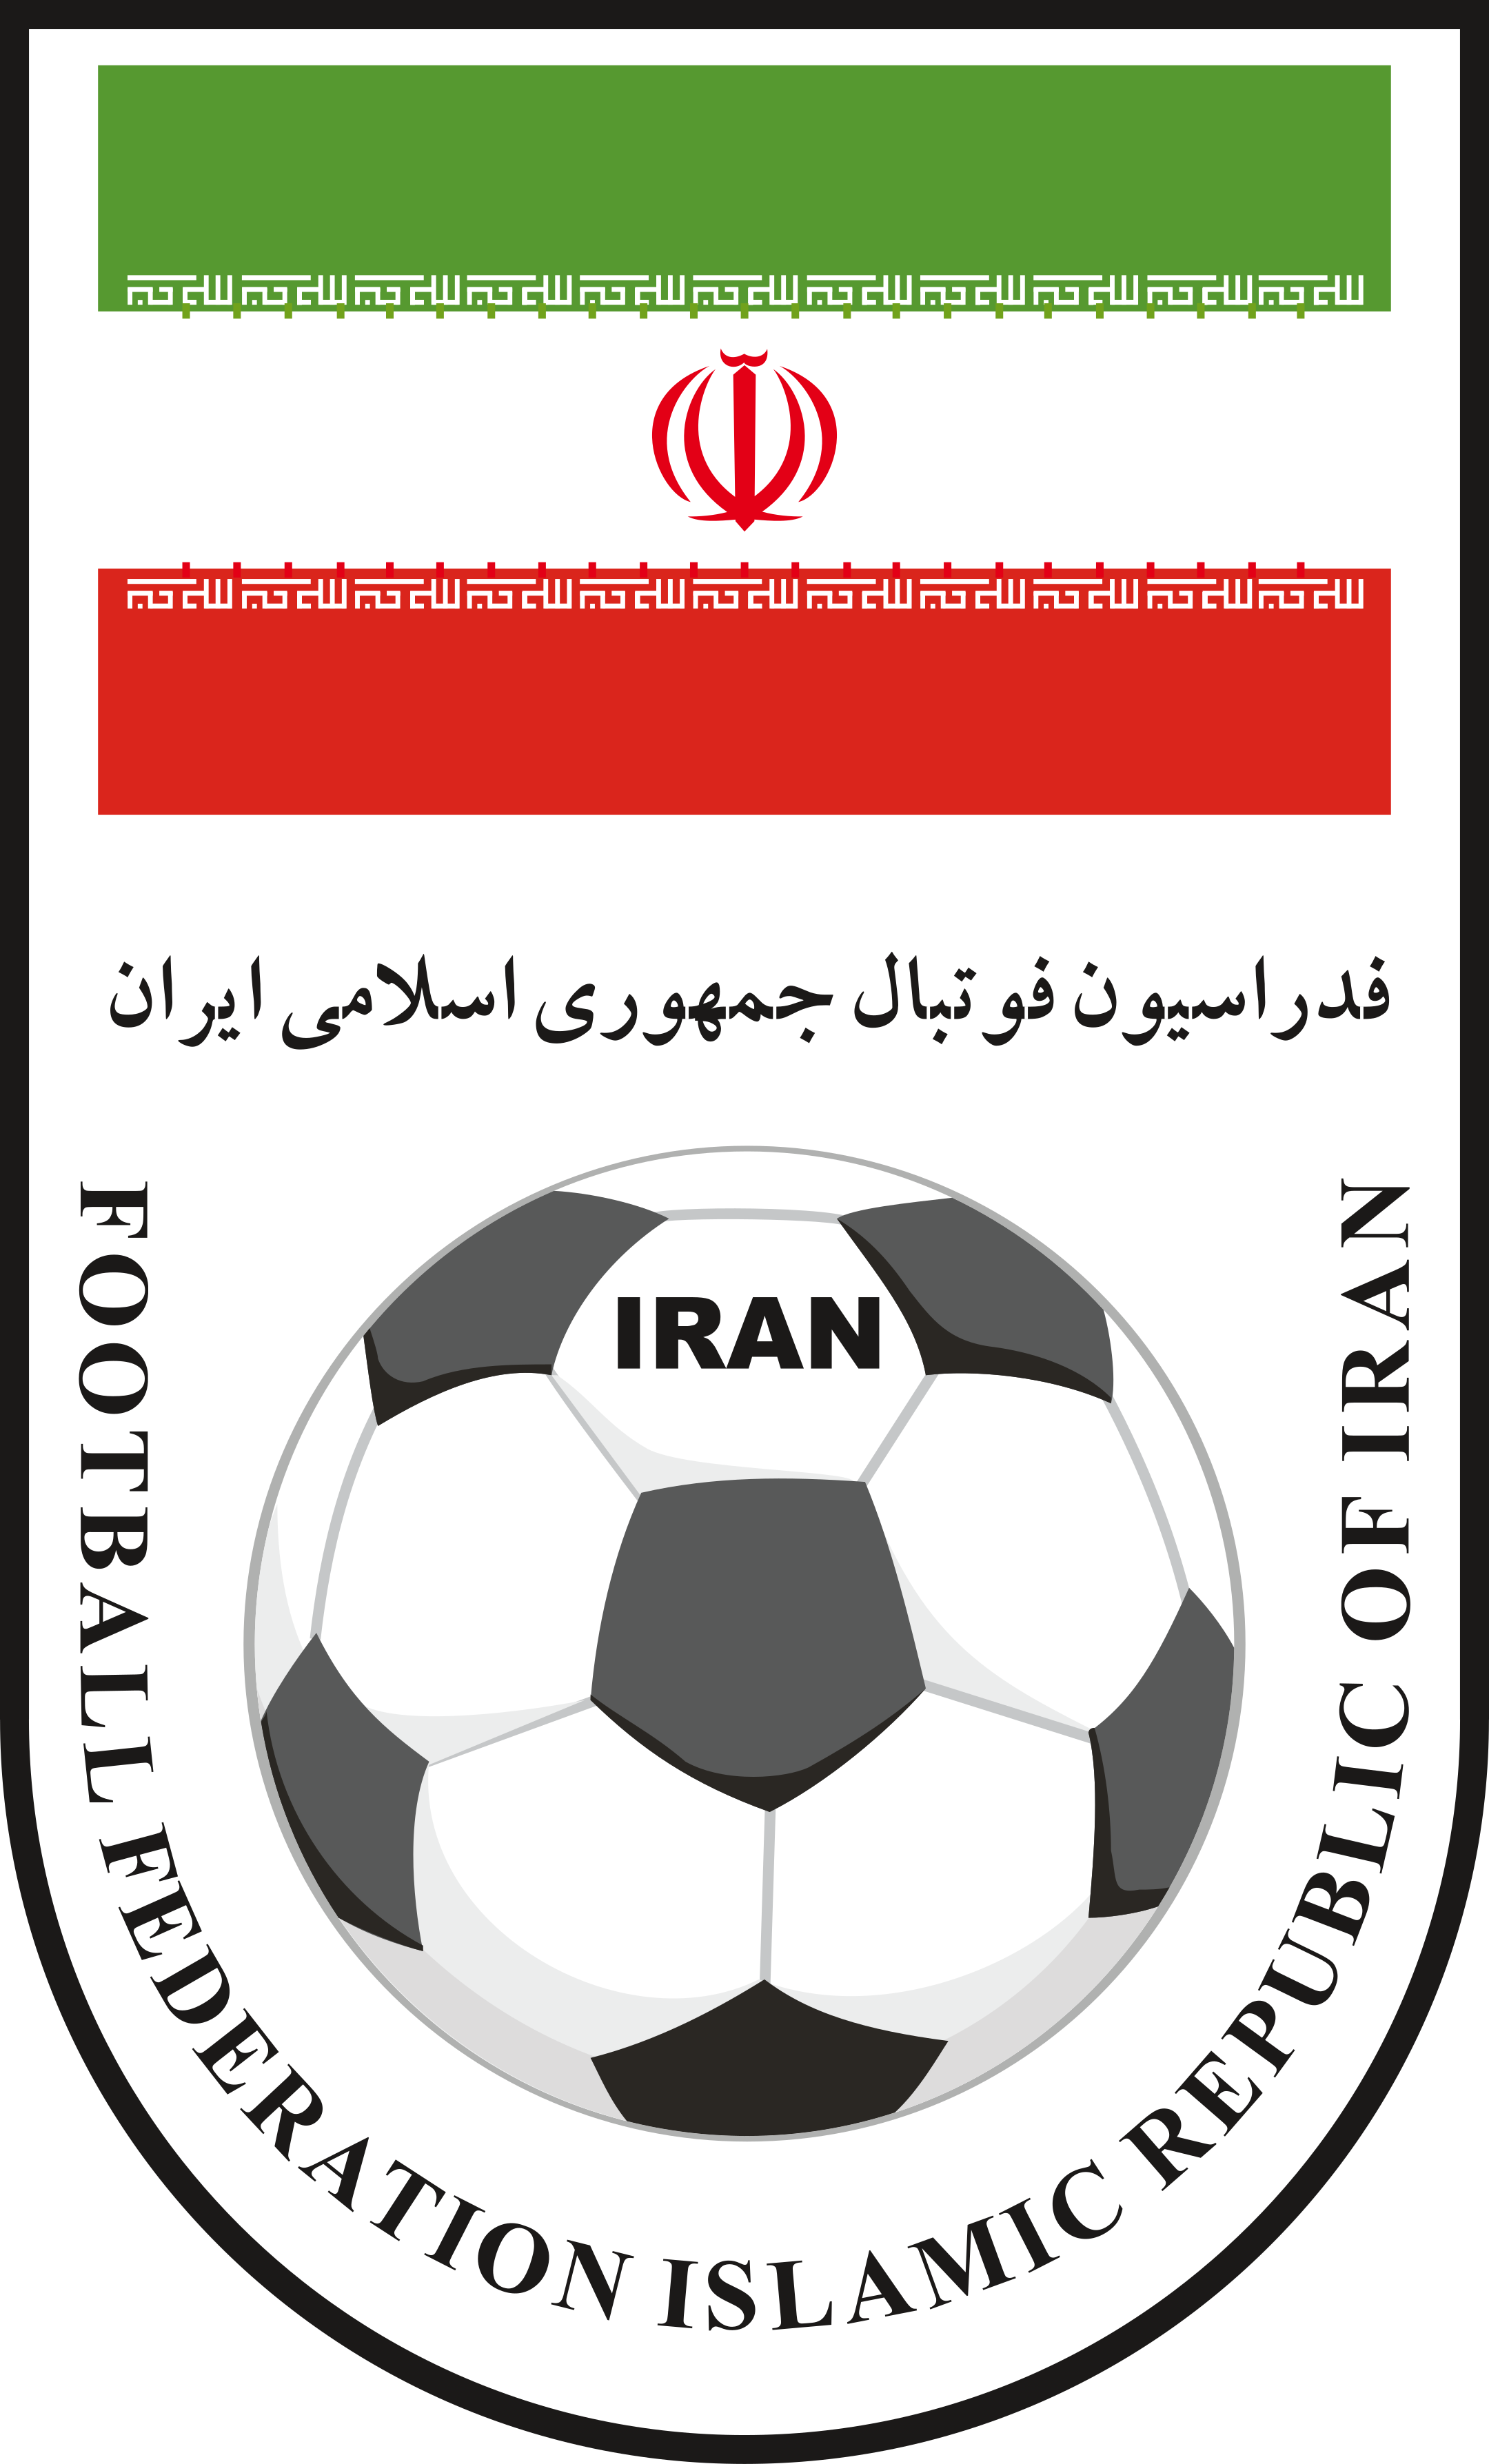 فدراسیون فوتبال جمهوری اسلامی ایران
IRAN
FOOTBALL FEDERATION ISLAMIC REPUBLIC OF IRAN